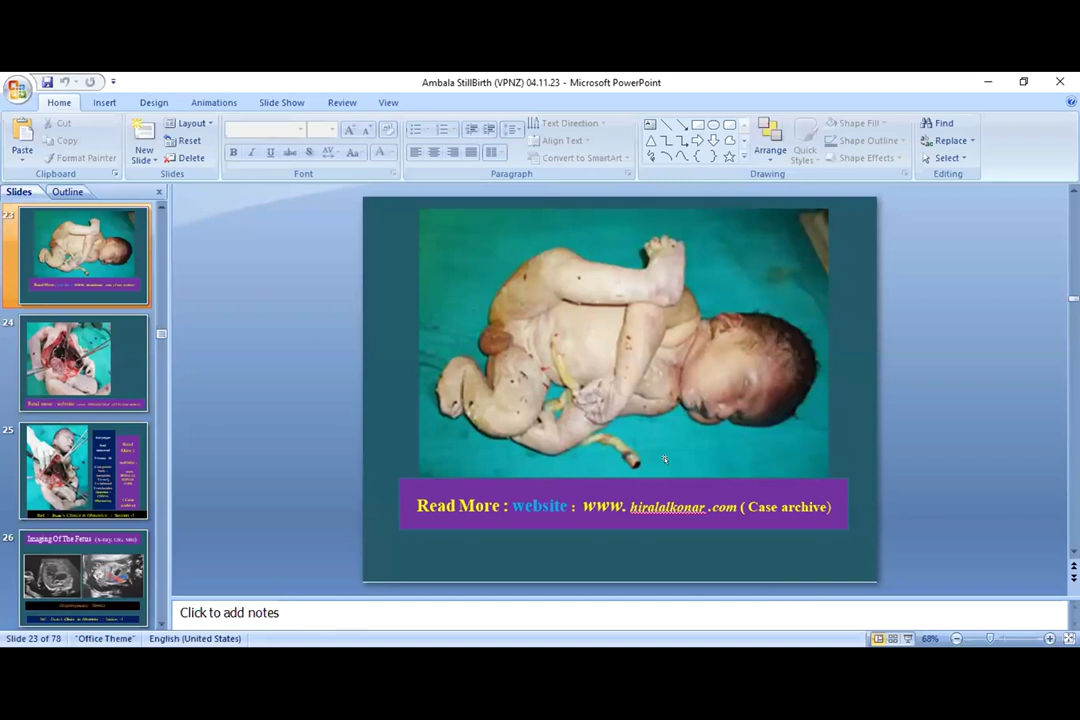 Ambala StillBirth (VPNZ) 04.11.23 - Microsoft PowerPoint
Home Insert Design Animations Slide Show Review View
Paste
Cut
Copy
Format Painter
Clipboard
New
Slide
Layout
Reset
Delete
Slides
B I U abc S AV Aa A
Font
Text Direction
Align Text
Convert to SmartArt
Paragraph
Arrange
Quick
Styles
Shape Fill
Shape Outline
Shape Effects
Drawing
Find
Replace
Select
Editing
Slides Outline
23
24
25
26
Imaging Of The Fetus
Read More : website : www. hiralalkonar .com ( Case archive)
Click to add notes
Slide 23 of 78 "Office Theme" English (United States) 68%